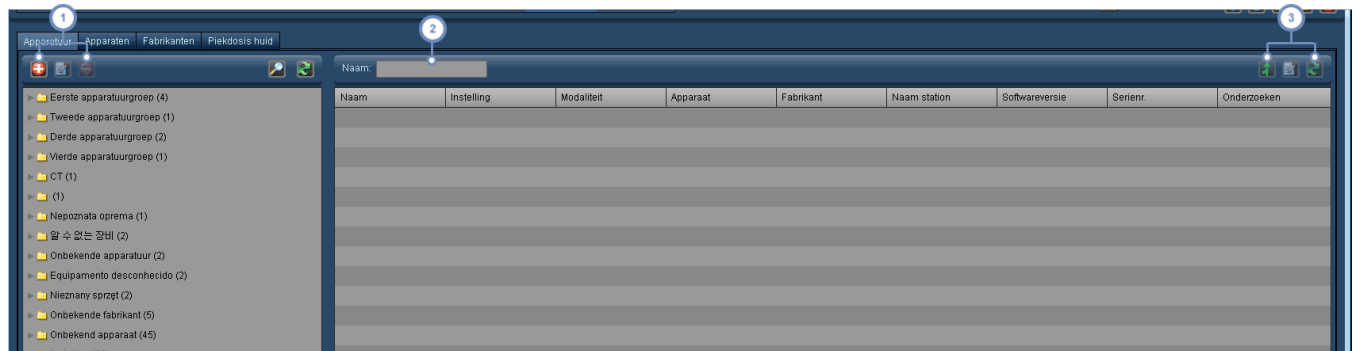 1
2
3
Apparatuur Apparaten Fabrikanten Piekdosis huid
Naam:
Naam Instelling Modaliteit Apparaat Fabrikant Naam station Softwareversie Serienr. Onderzoeken
Eerste apparatuurgroep (4)
Tweede apparatuurgroep (1)
Derde apparatuurgroep (2)
Vierde apparatuurgroep (1)
CT (1)
(1)
Nepoznata oprema (1)
알 수 없는 장비 (2)
Onbekende apparatuur (2)
Equipamento desconhecido (2)
Nieznany sprzęt (2)
Onbekende fabrikant (5)
Onbekend apparaat (45)